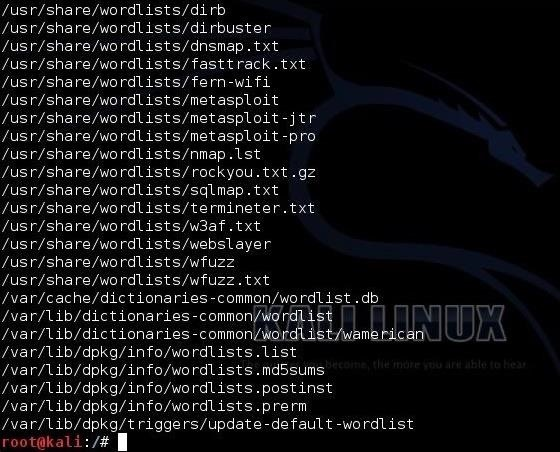 /usr/share/wordlists/dirb
/usr/share/wordlists/dirbuster
/usr/share/wordlists/dnsmap.txt
/usr/share/wordlists/fasttrack.txt
/usr/share/wordlists/fern-wifi
/usr/share/wordlists/metasploit
/usr/share/wordlists/metasploit-jtr
/usr/share/wordlists/metasploit-pro
/usr/share/wordlists/nmap.lst
/usr/share/wordlists/rockyou.txt.gz
/usr/share/wordlists/sqlmap.txt
/usr/share/wordlists/termineter.txt
/usr/share/wordlists/w3af.txt
/usr/share/wordlists/webslayer
/usr/share/wordlists/wfuzz
/usr/share/wordlists/wfuzz.txt
/var/cache/dictionaries-common/wordlist.db
/var/lib/dictionaries-common/wordlist
/var/lib/dictionaries-common/wordlist/wamerican
/var/lib/dpkg/info/wordlists.list
/var/lib/dpkg/info/wordlists.md5sums
/var/lib/dpkg/info/wordlists.postinst
/var/lib/dpkg/info/wordlists.prerm
/var/lib/dpkg/triggers/update-default-wordlist
root@kali:/#
KALI LINUX
become, the more you are able to hear